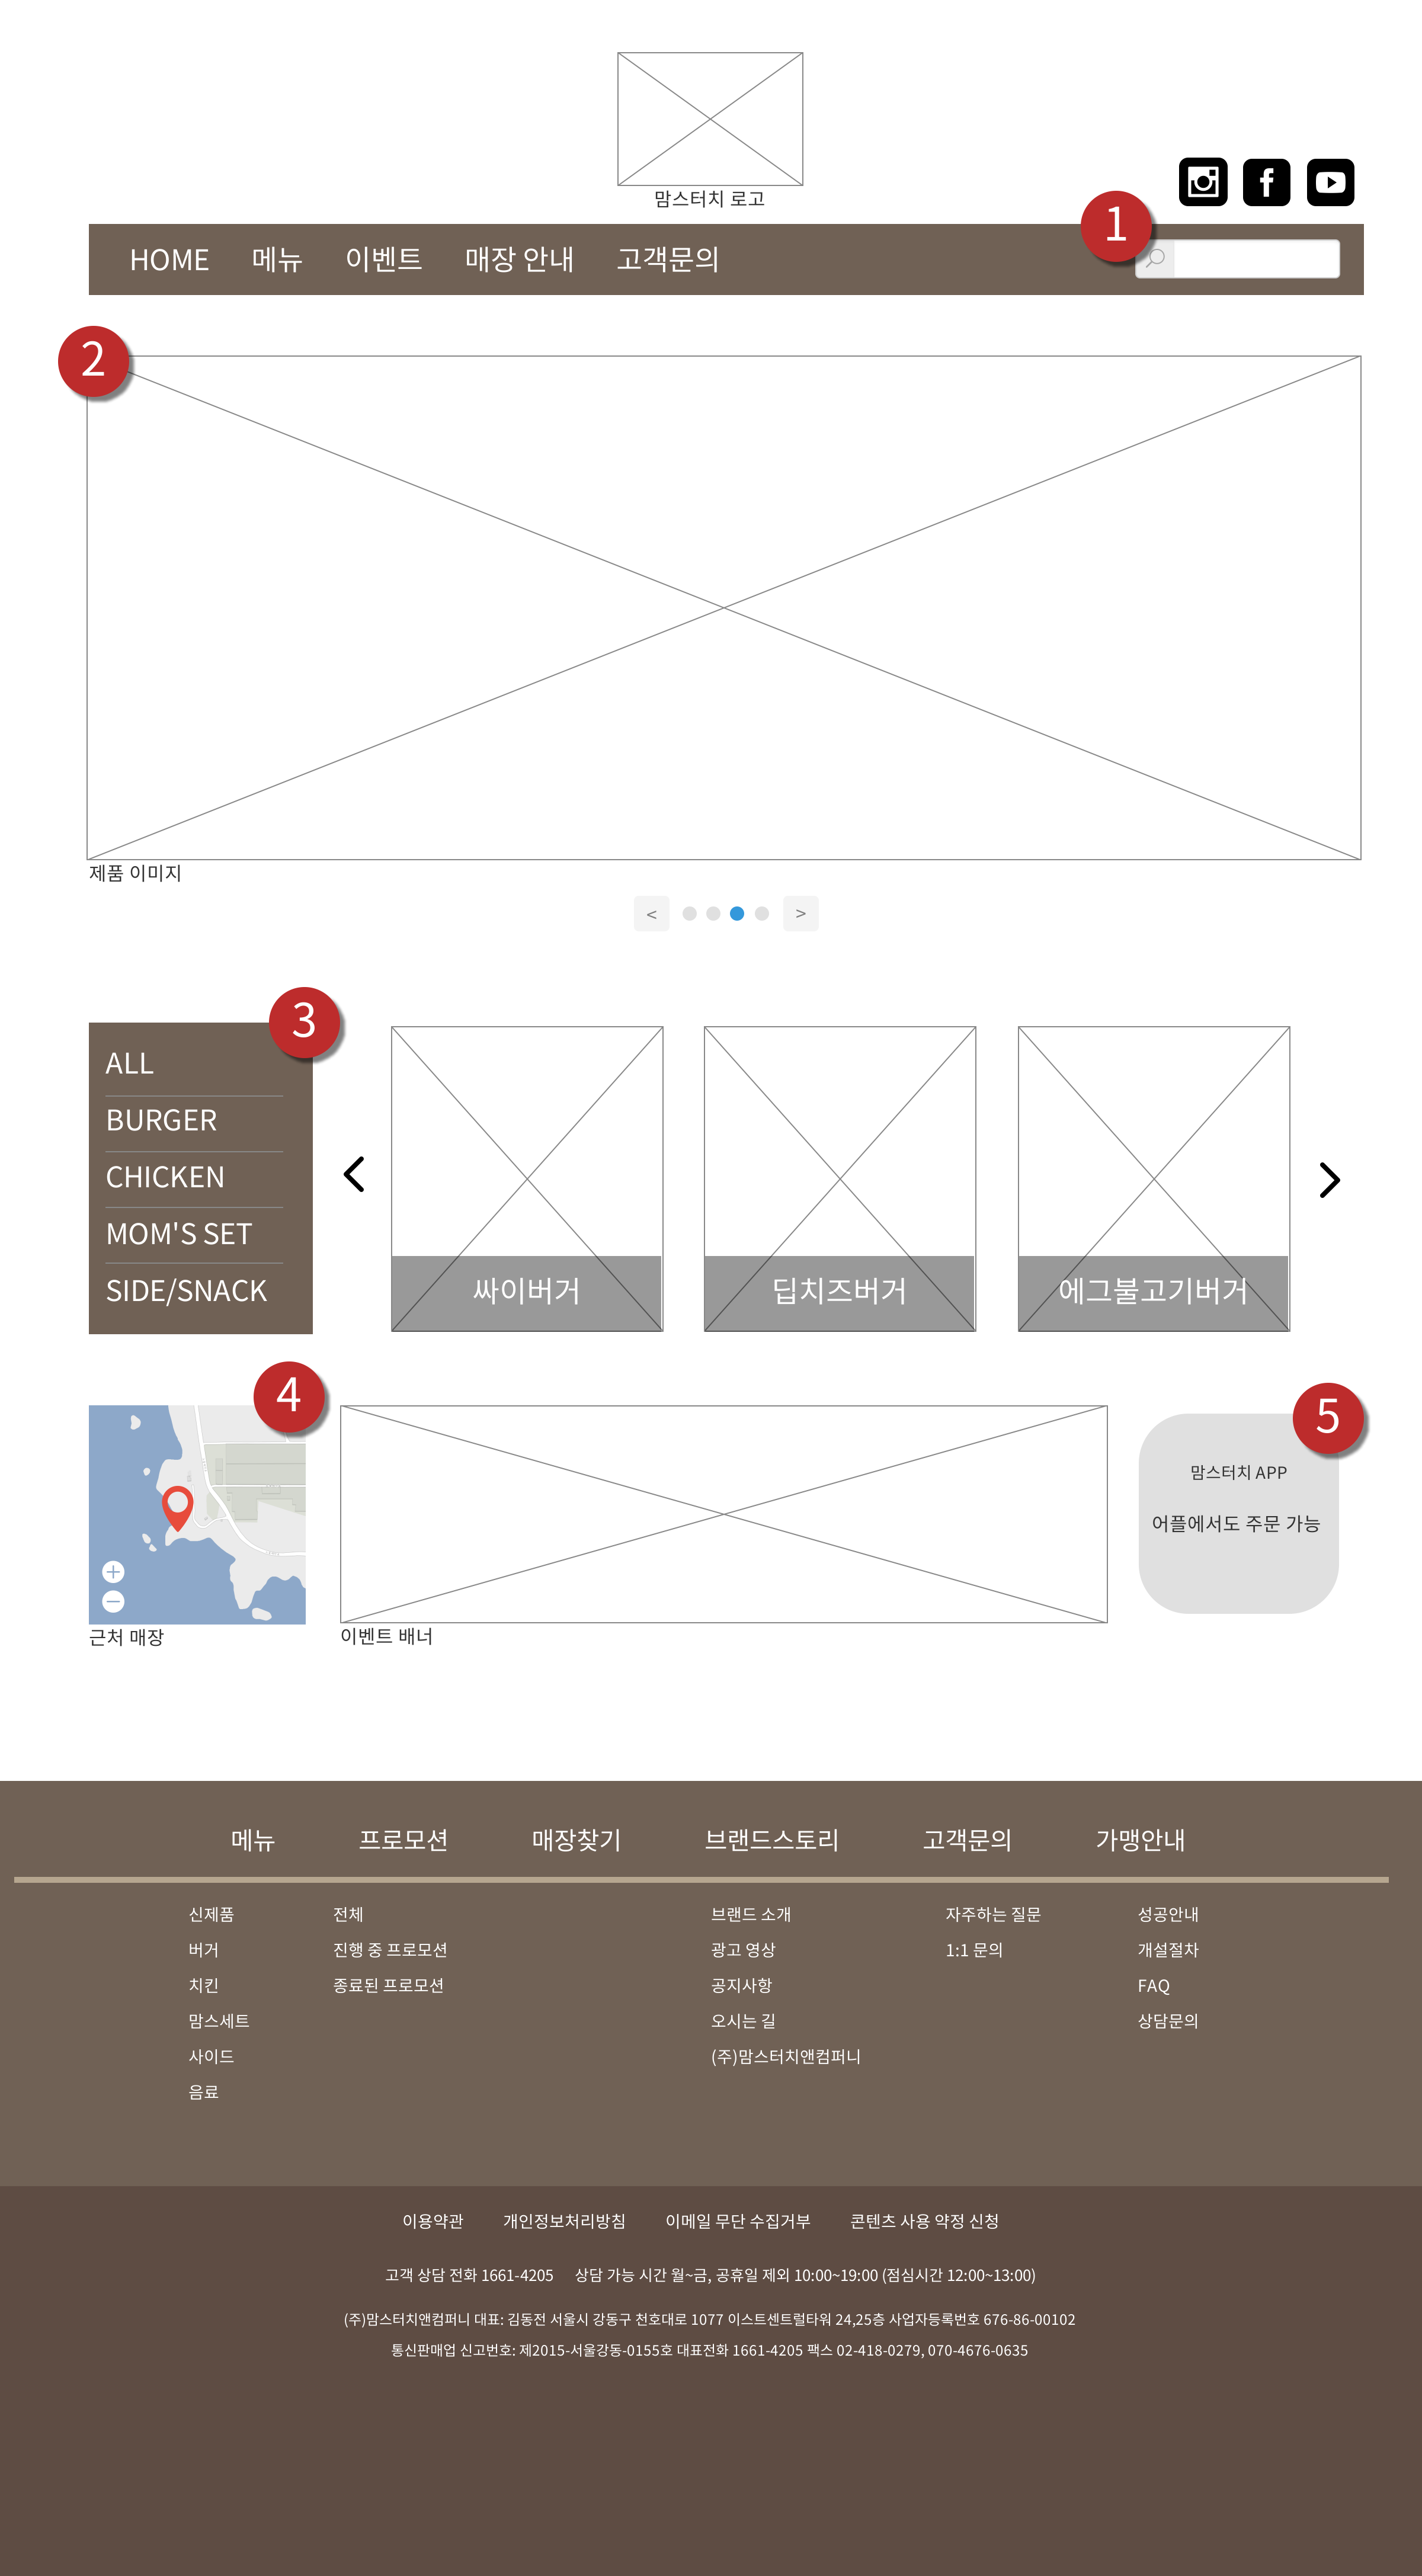 맘스터치 로고
1
HOME 메뉴 이벤트 매장 안내 고객문의
2
제품 이미지
< >
3
ALL
BURGER
CHICKEN
MOM'S SET
SIDE/SNACK
싸이버거 딥치즈버거 에그불고기버거
4
5
맘스터치 APP
어플에서도 주문 가능
근처 매장
이벤트 배너
메뉴 프로모션 매장찾기 브랜드스토리 고객문의 가맹안내
신제품 전체 브랜드 소개 자주하는 질문 성공안내
버거 진행 중 프로모션 광고 영상 1:1 문의 개설절차
치킨 종료된 프로모션 공지사항 FAQ
맘스세트 오시는 길 상담문의
사이드 (주)맘스터치앤컴퍼니
음료
이용약관 개인정보처리방침 이메일 무단 수집거부 콘텐츠 사용 약정 신청
고객 상담 전화 1661-4205 상담 가능 시간 월~금, 공휴일 제외 10:00~19:00 (점심시간 12:00~13:00)
(주)맘스터치앤컴퍼니 대표: 김동전 서울시 강동구 천호대로 1077 이스트센트럴타워 24,25층 사업자등록번호 676-86-00102
통신판매업 신고번호: 제2015-서울강동-0155호 대표전화 1661-4205 팩스 02-418-0279, 070-4676-0635